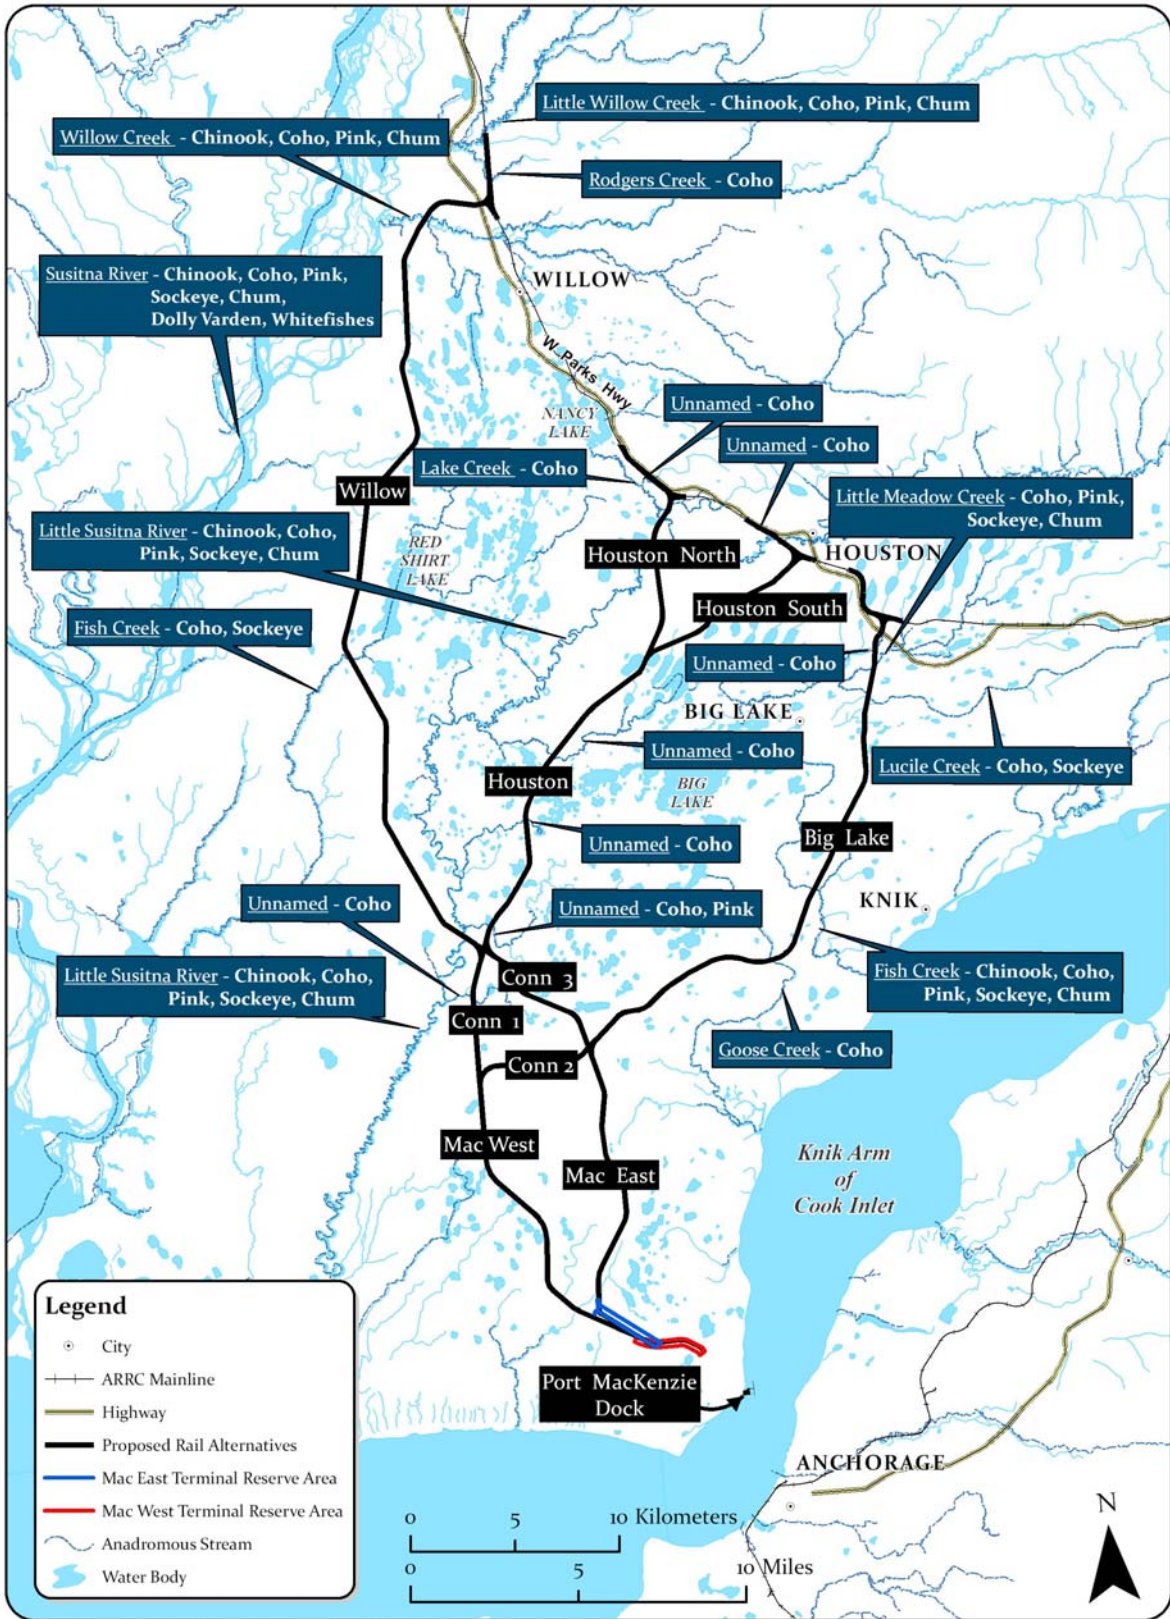 Little Willow Creek - Chinook, Coho, Pink, Chum
Willow Creek - Chinook, Coho, Pink, Chum
Rodgers Creek - Coho
Susitna River - Chinook, Coho, Pink,
Sockeye, Chum,
Dolly Varden, Whitefishes
WILLOW
W Parks Hwy
NANCY
LAKE
Unnamed - Coho
Unnamed - Coho
Lake Creek - Coho
Willow
Little Meadow Creek - Coho, Pink,
Sockeye, Chum
Little Susitna River - Chinook, Coho,
Pink, Sockeye, Chum
RED
SHIRT
LAKE
Houston North
HOUSTON
Houston South
Fish Creek - Coho, Sockeye
Unnamed - Coho
BIG LAKE
Unnamed - Coho
Lucile Creek - Coho, Sockeye
Houston
BIG
LAKE
Unnamed - Coho
Big Lake
KNIK
Unnamed - Coho
Unnamed - Coho, Pink
Little Susitna River - Chinook, Coho,
Pink, Sockeye, Chum
Conn 3
Fish Creek - Chinook, Coho,
Pink, Sockeye, Chum
Conn 1
Goose Creek - Coho
Conn 2
Mac West
Mac East
Knik Arm
of
Cook Inlet
Port MacKenzie
Dock
ANCHORAGE
Legend
City
ARRC Mainline
Highway
Proposed Rail Alternatives
Mac East Terminal Reserve Area
Mac West Terminal Reserve Area
Anadromous Stream
Water Body
0 5 10 Kilometers
0 5 10 Miles
N